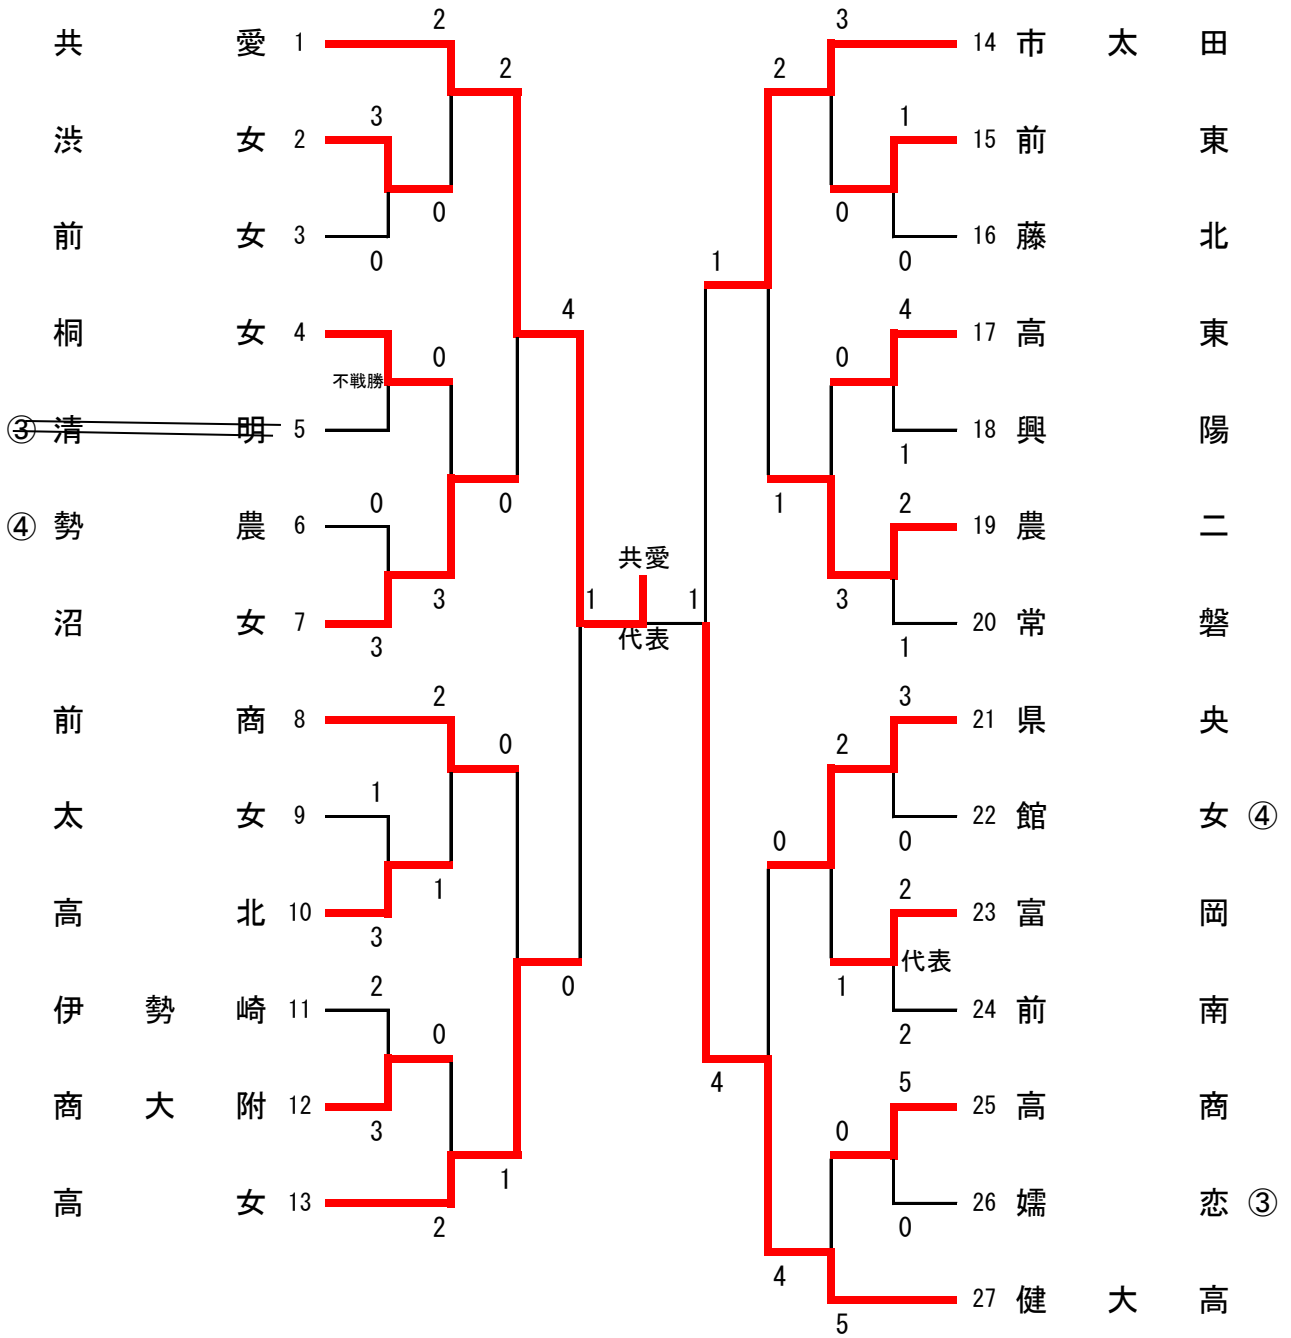 2
3
共愛 1
14 市太田
2
2
3
1
渋女 2
15 前東
0
0
前女 3
16 藤北
0
1
0
4
4
桐女 4
17 高東
0
0
不戦勝
③ 清明 5
18 興陽
1
0
0
1
2
④ 勢農 6
19 農二
共愛
3
1
1
3
沼女 7
20 常磐
代表
3
1
2
3
前商 8
21 県央
0
2
1
太女 9
22 館女 ④
0
0
1
2
高北 10
23 富岡
3
代表
2
0
1
伊勢崎 11
24 前南
0
2
4
5
商大附 12
25 高商
3
0
1
高女 13
26 嬬恋 ③
2
0
4
27 健大高
5